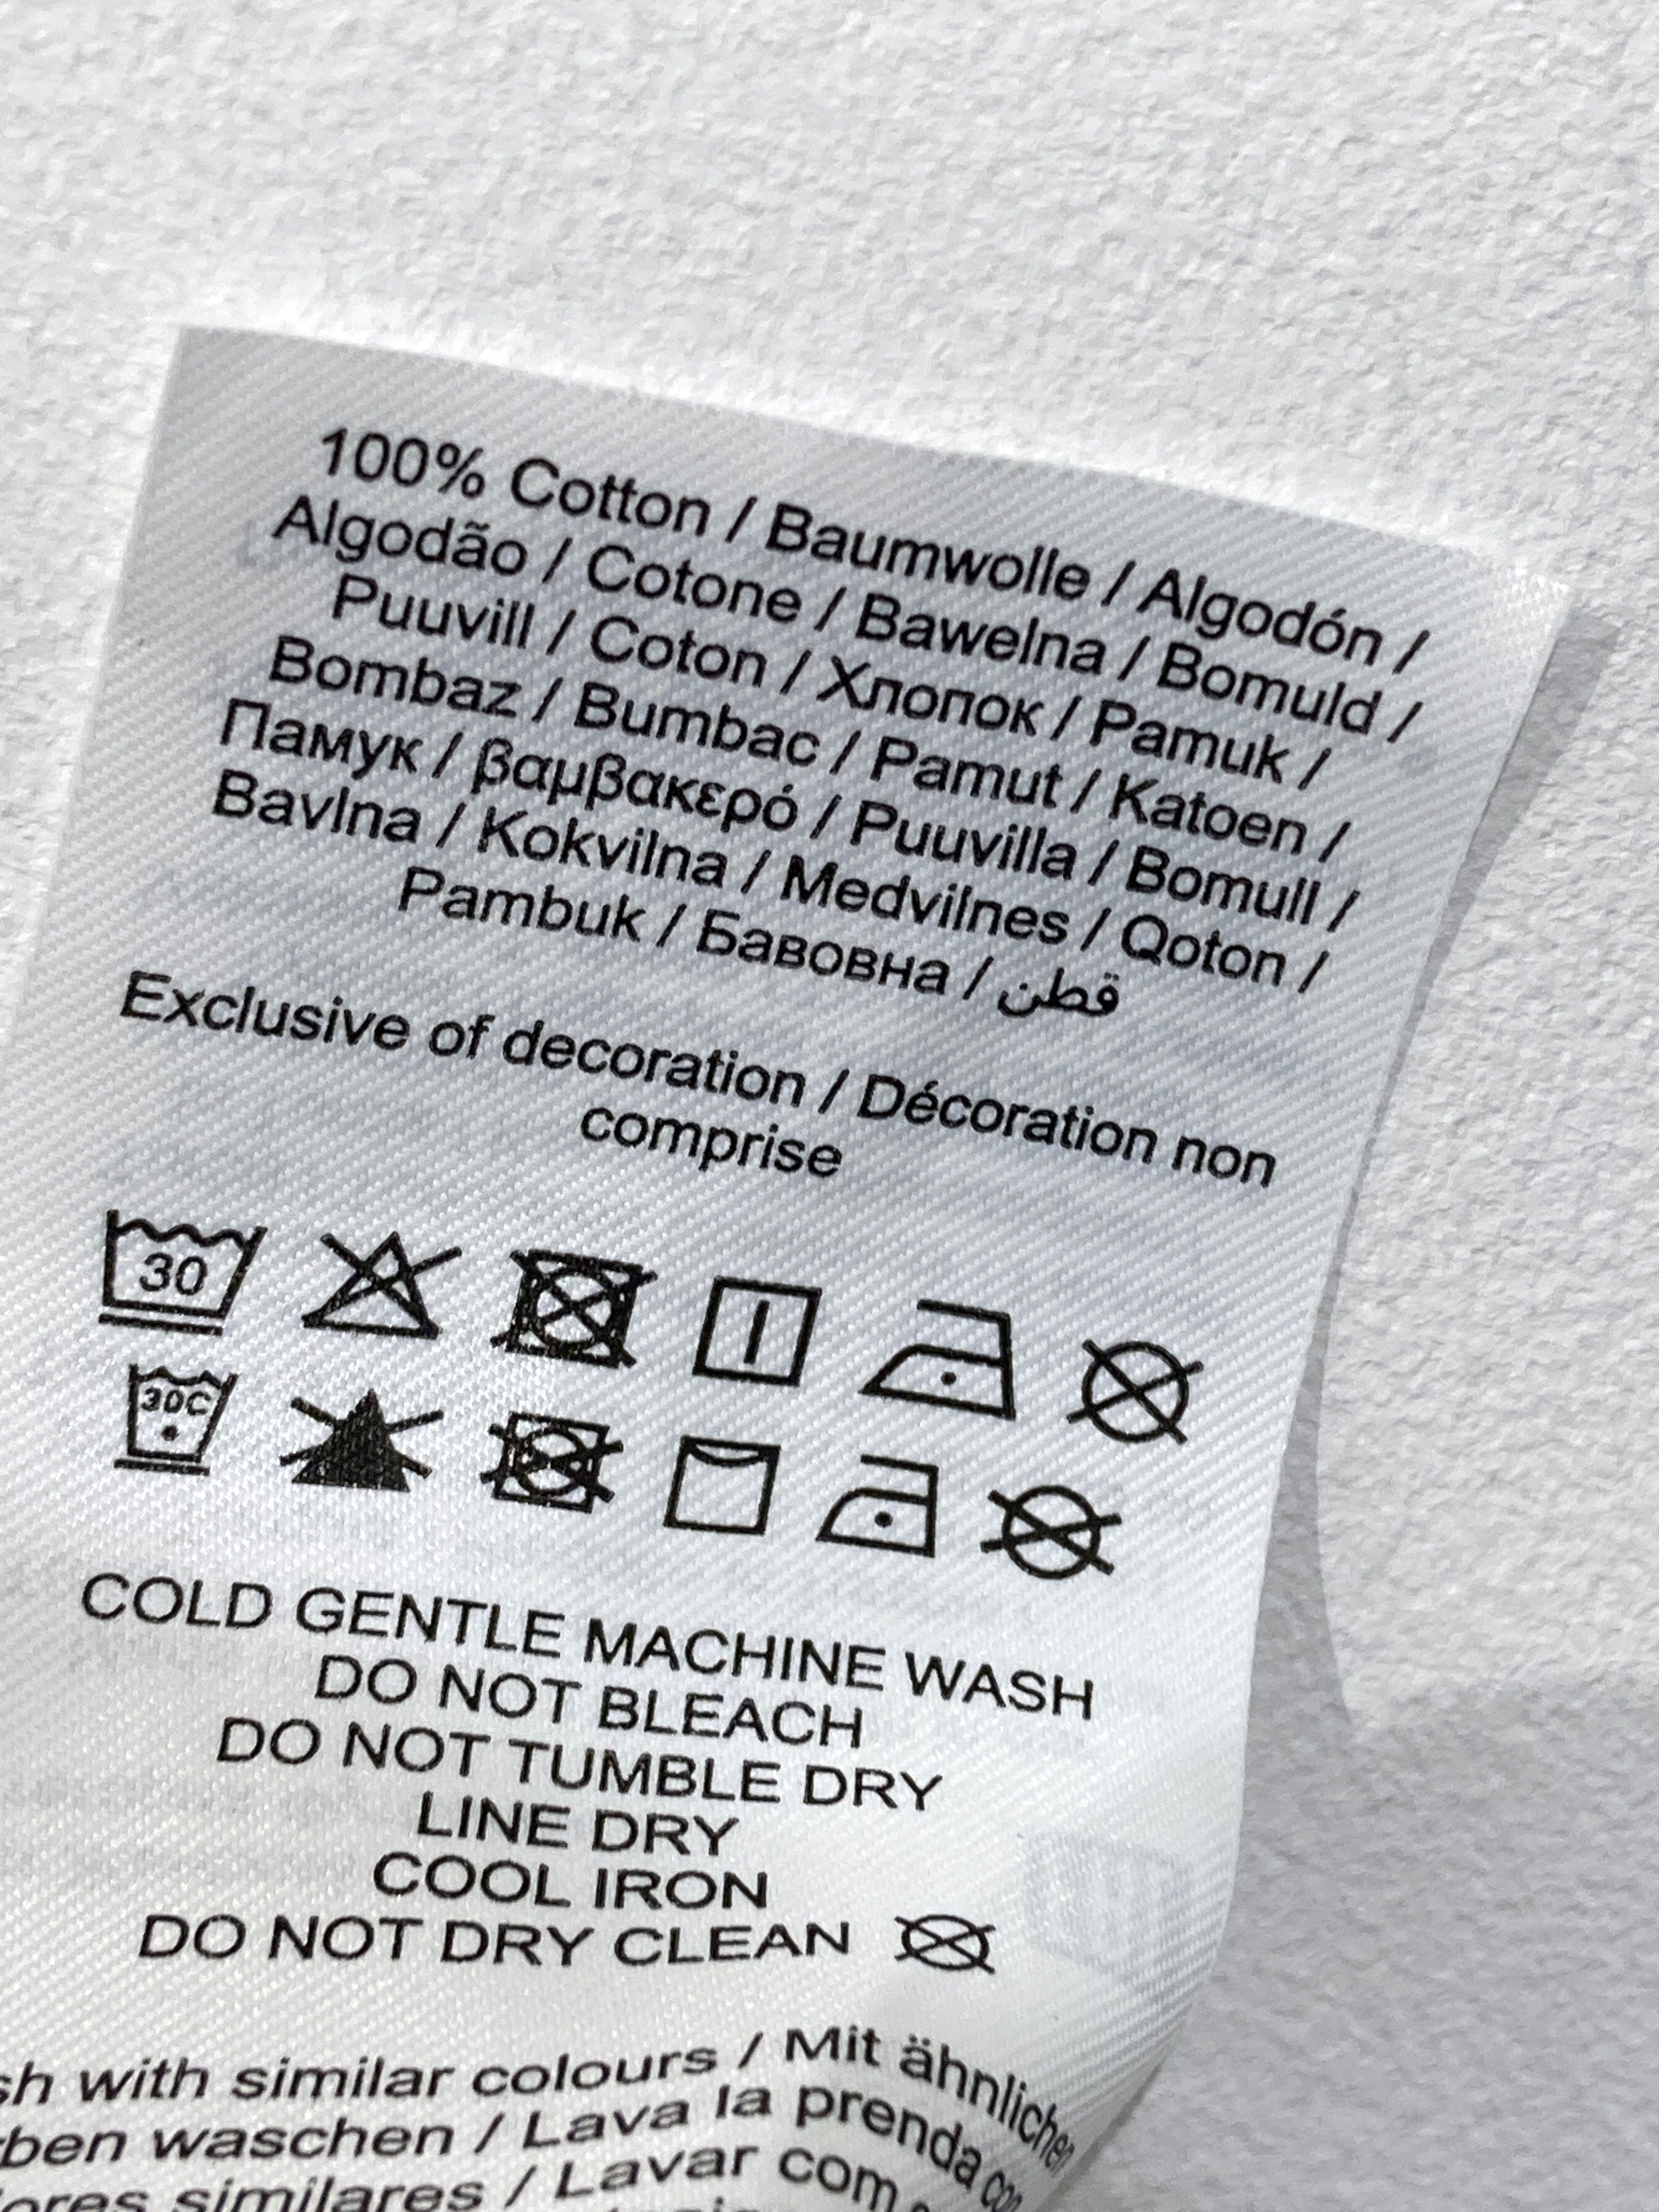 100% Cotton / Baumwolle / Algodón /
Algodão / Cotone / Bawelna / Bomuld /
Puuvill / Coton / Хлопок / Pamuk /
Bombaz / Bumbac / Pamut / Katoen /
Памук / βαμβακερό / Puuvilla / Bomull /
Bavlna / Kokvilna / Medvilnes / Qoton /
Pambuk / Бавовна / قطن
Exclusive of decoration / Décoration non
comprise
30
30C
COLD GENTLE MACHINE WASH
DO NOT BLEACH
DO NOT TUMBLE DRY
LINE DRY
COOL IRON
DO NOT DRY CLEAN
sh with similar colours / Mit ähnlichen
rben waschen / Lava la prenda con
lores similares / Lavar com